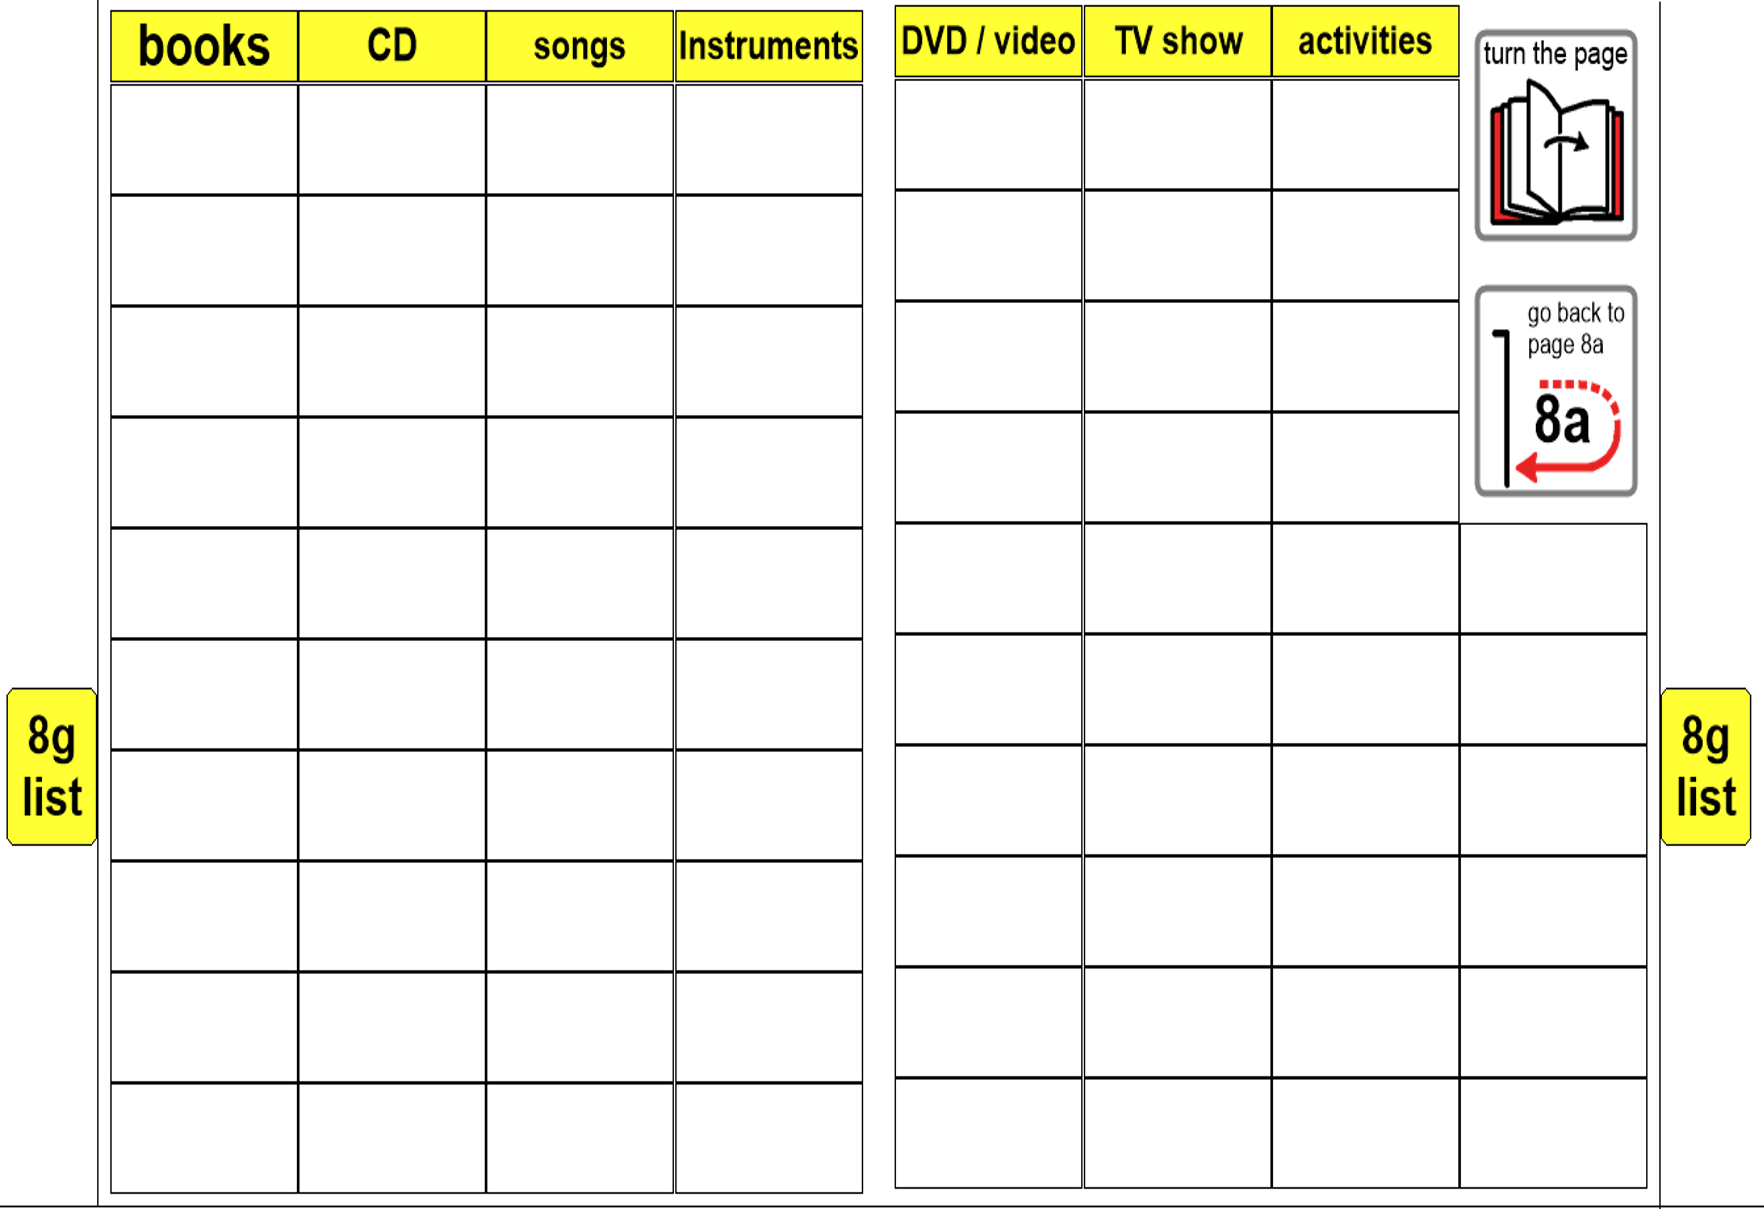 books
CD
songs
Instruments
DVD / video
TV show
activities
turn the page
go back to
page 8a
8a
8g
list
8g
list